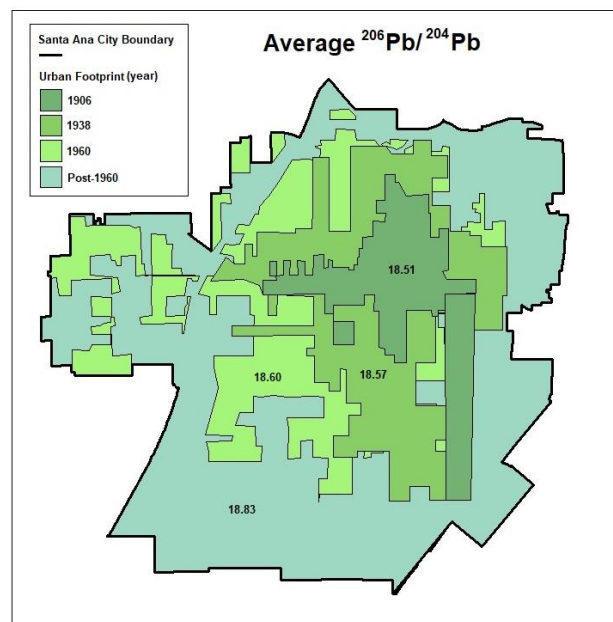 Santa Ana City Boundary
Average ²⁰⁶Pb/ ²⁰⁴Pb
Urban Footprint (year)
1906
1938
1960
Post-1960
18.51
18.60
18.57
18.83